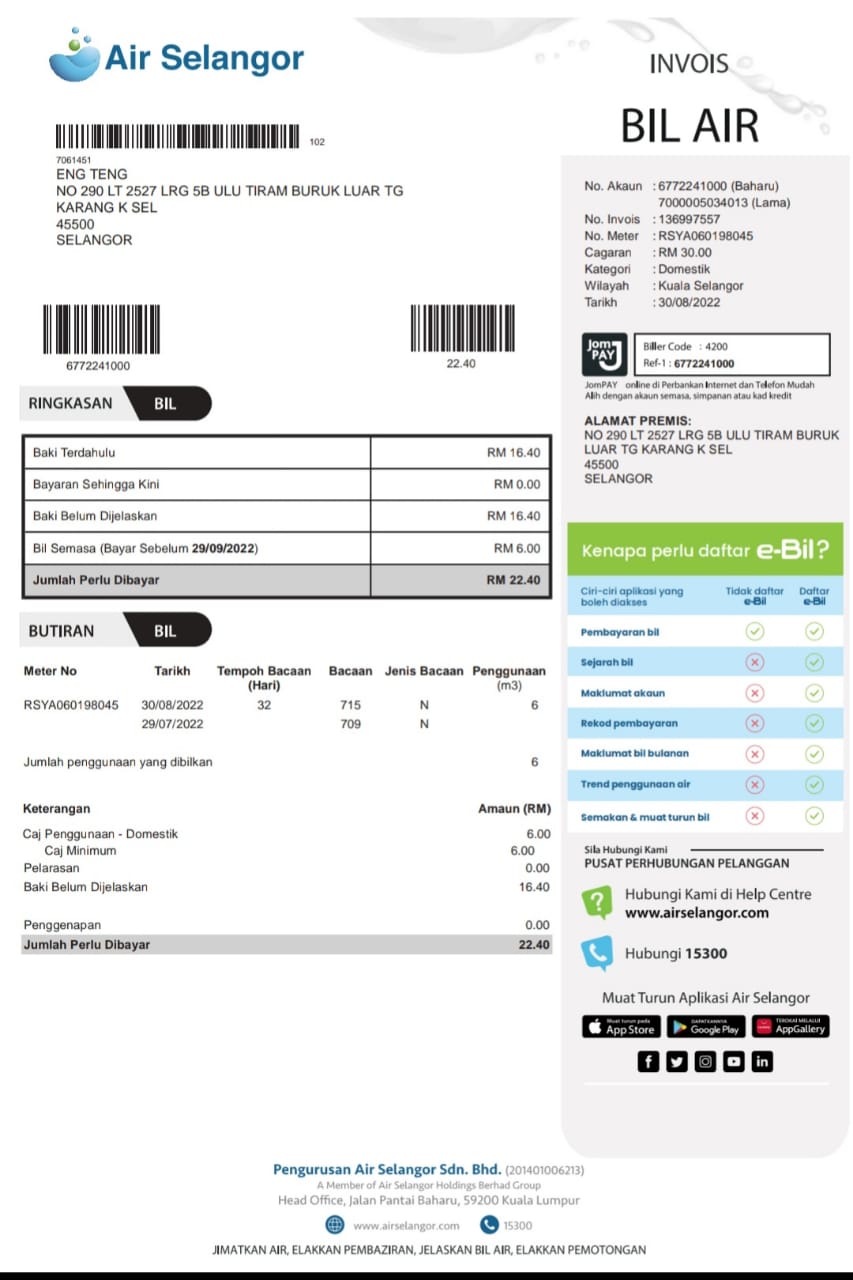 Air Selangor
INVOIS
BIL AIR
102
7061451
ENG TENG
NO 290 LT 2527 LRG 5B ULU TIRAM BURUK LUAR TG
KARANG K SEL
45500
SELANGOR
6772241000
22.40
No. Akaun : 6772241000 (Baharu)
7000005034013 (Lama)
No. Invois : 136997557
No. Meter : RSYA060198045
Cagaran : RM 30.00
Kategori : Domestik
Wilayah : Kuala Selangor
Tarikh : 30/08/2022
Jom PAY
Biller Code : 4200
Ref-1 : 6772241000
JomPAY online di Perbankan Internet dan Telefon Mudah
Alih dengan akaun semasa, simpanan atau kad kredit
ALAMAT PREMIS:
NO 290 LT 2527 LRG 5B ULU TIRAM BURUK
LUAR TG KARANG K SEL
45500
SELANGOR
RINGKASAN BIL
Baki Terdahulu RM 16.40
Bayaran Sehingga Kini RM 0.00
Baki Belum Dijelaskan RM 16.40
Bil Semasa (Bayar Sebelum 29/09/2022) RM 6.00
Jumlah Perlu Dibayar RM 22.40
BUTIRAN BIL
Meter No Tarikh Tempoh Bacaan Bacaan Jenis Bacaan Penggunaan
(Hari) (m3)
RSYA060198045 30/08/2022 32 715 N 6
29/07/2022 709 N
Jumlah penggunaan yang dibilkan 6
Keterangan Amaun (RM)
Caj Penggunaan - Domestik 6.00
Caj Minimum 6.00
Pelarasan 0.00
Baki Belum Dijelaskan 16.40
Penggenapan 0.00
Jumlah Perlu Dibayar 22.40
Kenapa perlu daftar e-Bil?
Ciri-ciri aplikasi yang Tidak daftar Daftar
boleh diakses e-Bil e-Bil
Pembayaran bil
Sejarah bil
Maklumat akaun
Rekod pembayaran
Maklumat bil bulanan
Trend penggunaan air
Semakan & muat turun bil
Sila Hubungi Kami
PUSAT PERHUBUNGAN PELANGGAN
Hubungi Kami di Help Centre
www.airselangor.com
Hubungi 15300
Muat Turun Aplikasi Air Selangor
Muat turun pada DAPATKANNYA TEROKAI MELALUI
App Store Google Play AppGallery
Pengurusan Air Selangor Sdn. Bhd. (201401006213)
A Member of Air Selangor Holdings Berhad Group
Head Office, Jalan Pantai Baharu, 59200 Kuala Lumpur
www.airselangor.com 15300
JIMATKAN AIR, ELAKKAN PEMBAZIRAN, JELASKAN BIL AIR, ELAKKAN PEMOTONGAN